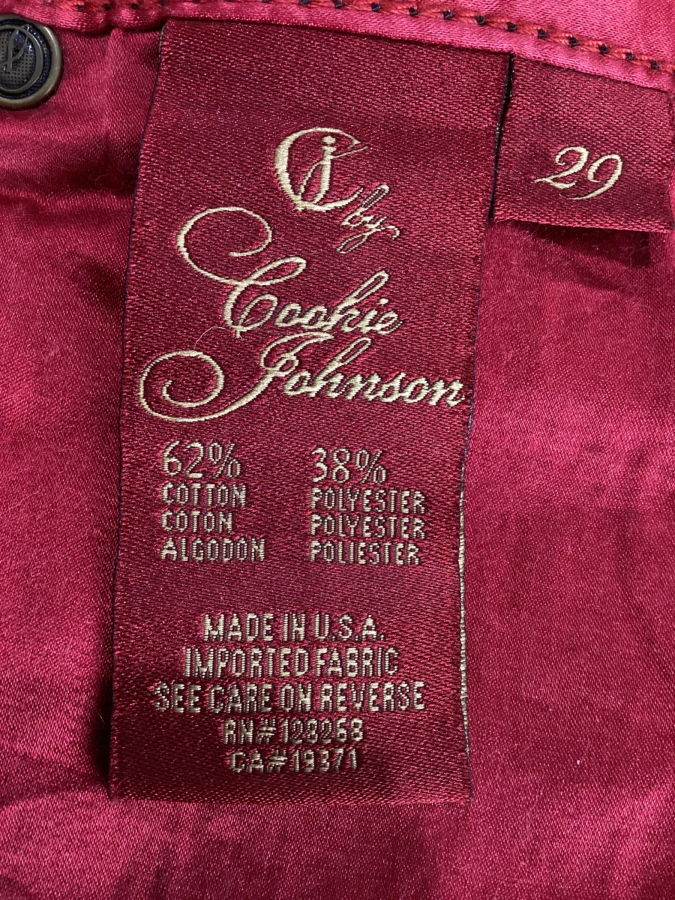 CJ by
Cookie
Johnson
29
62% 38%
COTTON POLYESTER
COTON POLYESTER
ALGODON POLIESTER
MADE IN U.S.A.
IMPORTED FABRIC
SEE CARE ON REVERSE
RN#128268
CA#19371